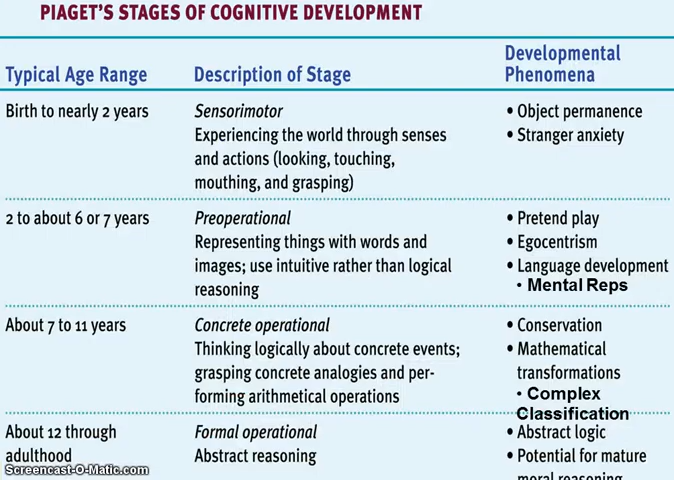 PIAGET'S STAGES OF COGNITIVE DEVELOPMENT
Typical Age Range
Description of Stage
Developmental
Phenomena
Birth to nearly 2 years
Sensorimotor
Experiencing the world through senses
and actions (looking, touching,
mouthing, and grasping)
• Object permanence
• Stranger anxiety
2 to about 6 or 7 years
Preoperational
Representing things with words and
images; use intuitive rather than logical
reasoning
• Pretend play
• Egocentrism
• Language development
• Mental Reps
About 7 to 11 years
Concrete operational
Thinking logically about concrete events;
grasping concrete analogies and per-
forming arithmetical operations
• Conservation
• Mathematical
transformations
• Complex
Classification
About 12 through
adulthood
Formal operational
Abstract reasoning
• Abstract logic
• Potential for mature
moral reasoning
Screencast-O-Matic.com